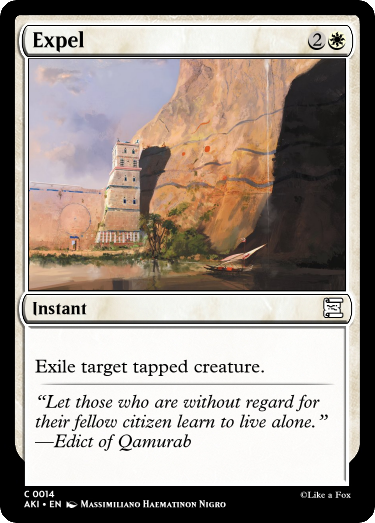 Expel 2
Instant
Exile target tapped creature.
“Let those who are without regard for
their fellow citizen learn to live alone.”
—Edict of Qamurab
C 0014
AKI • EN Massimiliano Haematinon Nigro
©Like a Fox